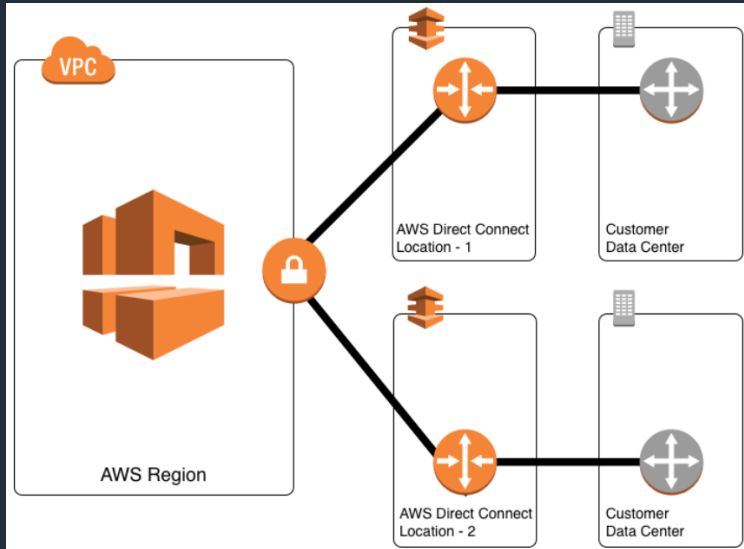 VPC
AWS Region
AWS Direct Connect
Location - 1
Customer
Data Center
AWS Direct Connect
Location - 2
Customer
Data Center